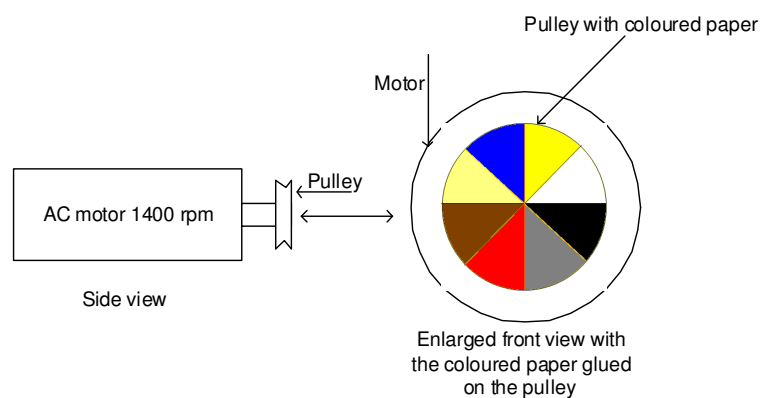 Pulley with coloured paper
Motor
Pulley
AC motor 1400 rpm
Side view
Enlarged front view with
the coloured paper glued
on the pulley